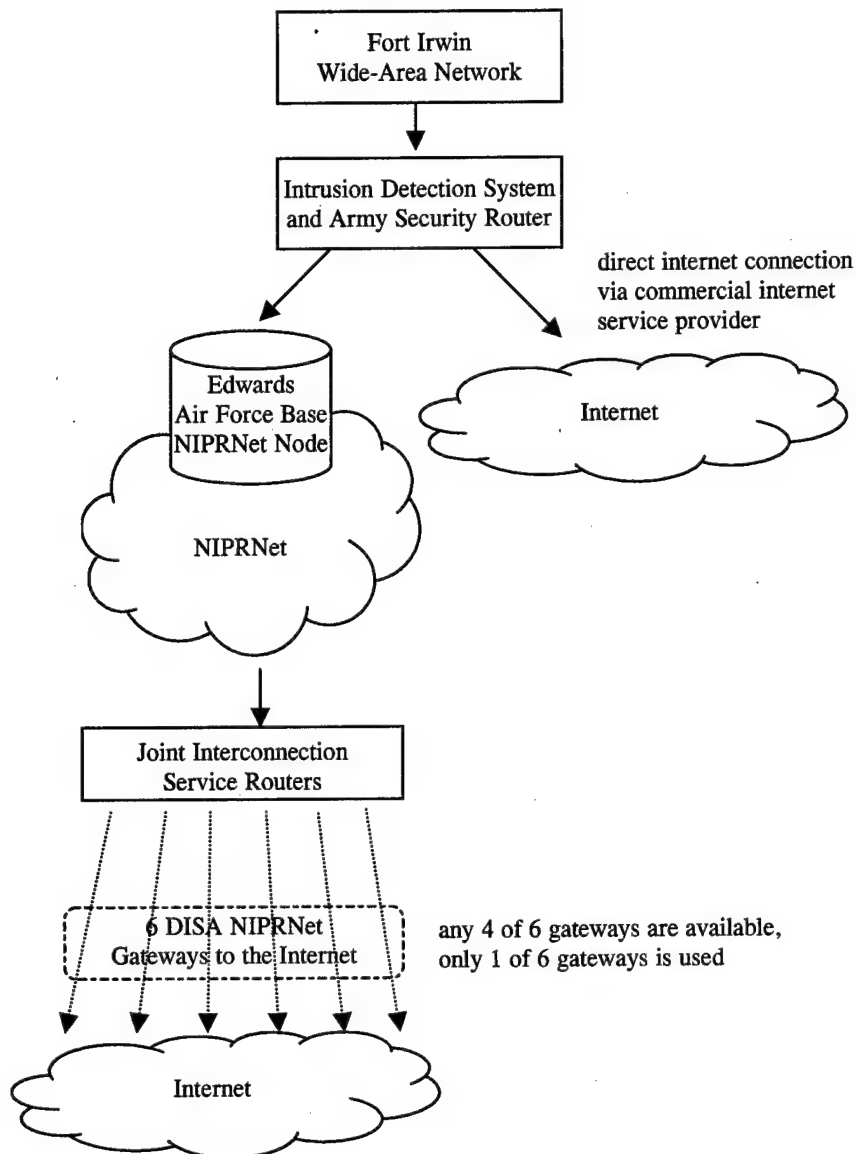 Fort Irwin
Wide-Area Network
Intrusion Detection System
and Army Security Router
direct internet connection
via commercial internet
service provider
Edwards
Air Force Base
NIPRNet Node
Internet
NIPRNet
Joint Interconnection
Service Routers
6 DISA NIPRNet
Gateways to the Internet
any 4 of 6 gateways are available,
only 1 of 6 gateways is used
Internet